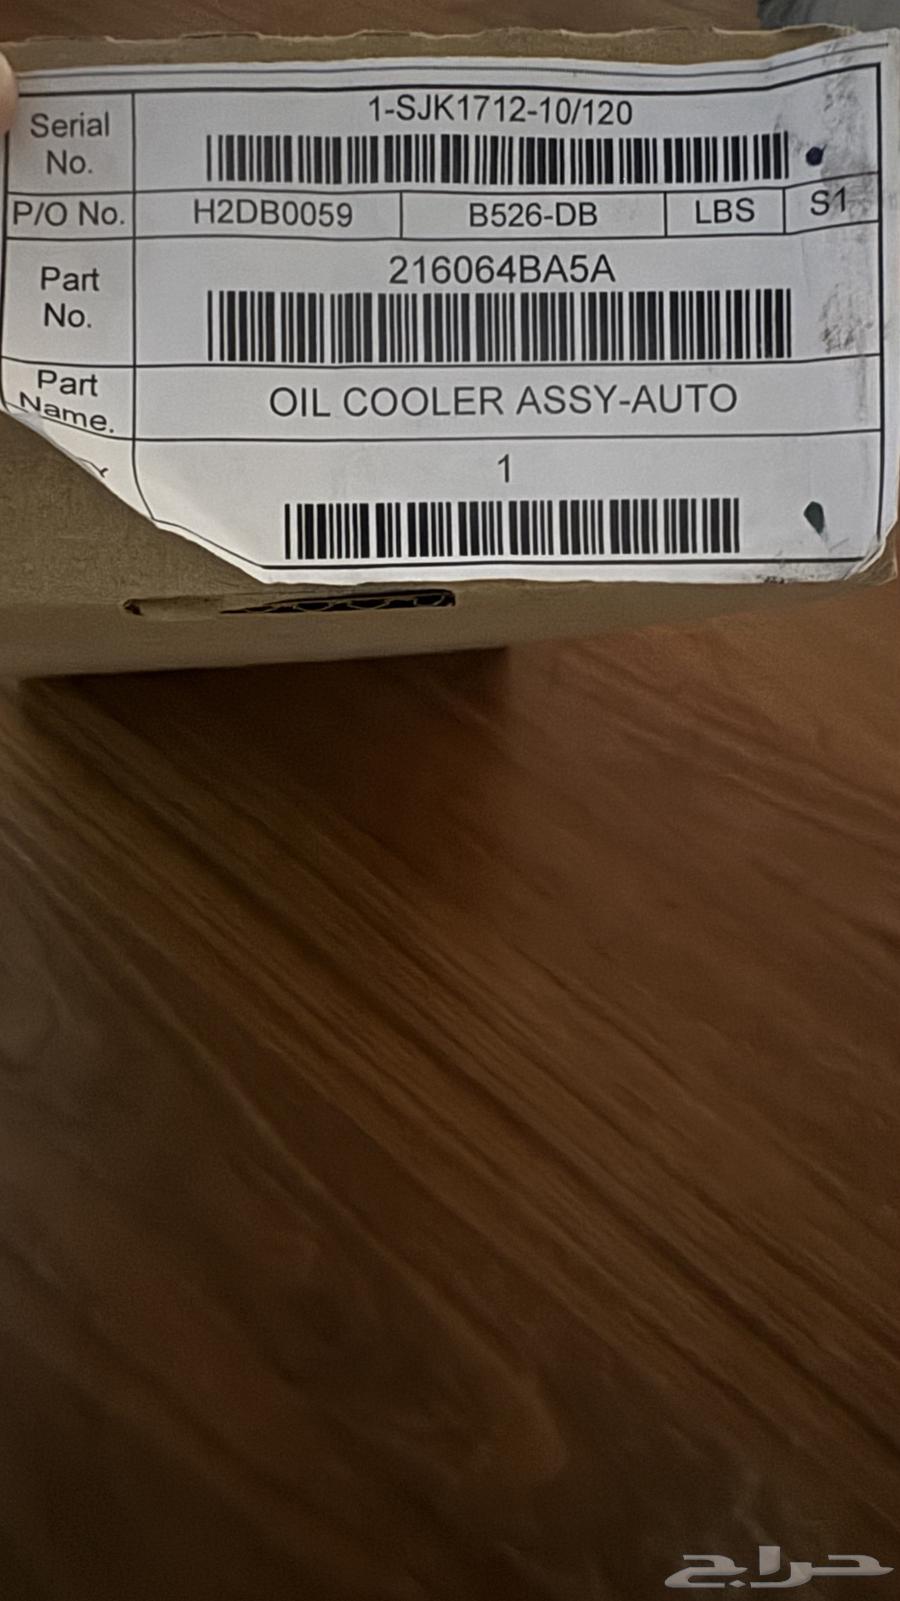 Serial No.
1-SJK1712-10/120
P/O No. H2DB0059 B526-DB LBS S1
Part No.
216064BA5A
Part Name.
OIL COOLER ASSY-AUTO
1
حراج